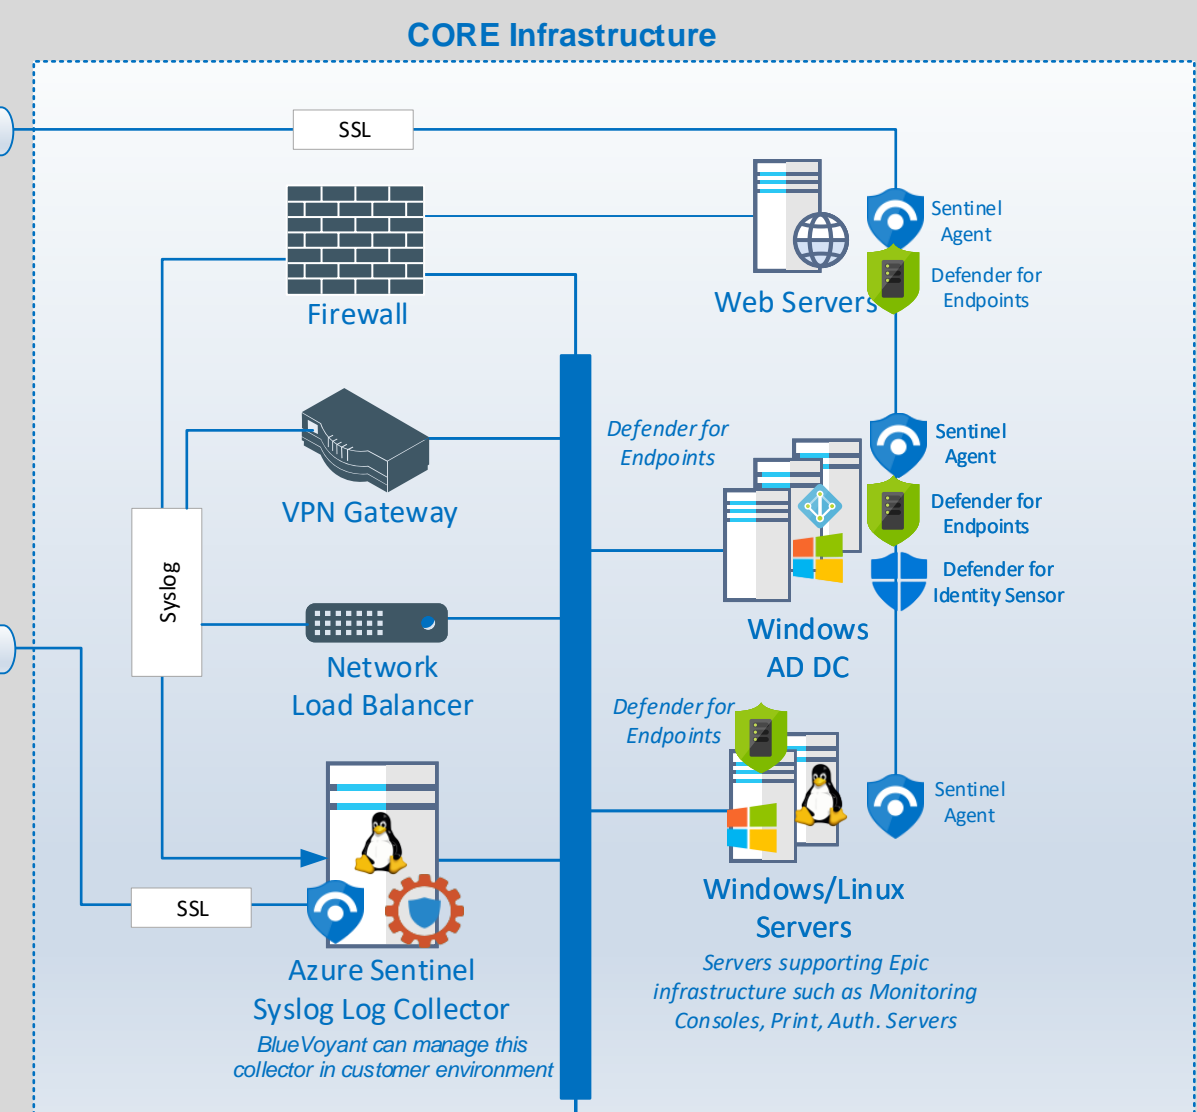 CORE Infrastructure
SSL
Sentinel
Agent
Defender for
Endpoints
Firewall
Web Servers
Defender for
Endpoints
Sentinel
Agent
VPN Gateway
Defender for
Endpoints
Syslog
Defender for
Identity Sensor
Windows
AD DC
Network
Load Balancer
Defender for
Endpoints
Sentinel
Agent
SSL
Windows/Linux
Servers
Azure Sentinel
Syslog Log Collector
Servers supporting Epic
infrastructure such as Monitoring
Consoles, Print, Auth. Servers
BlueVoyant can manage this
collector in customer environment